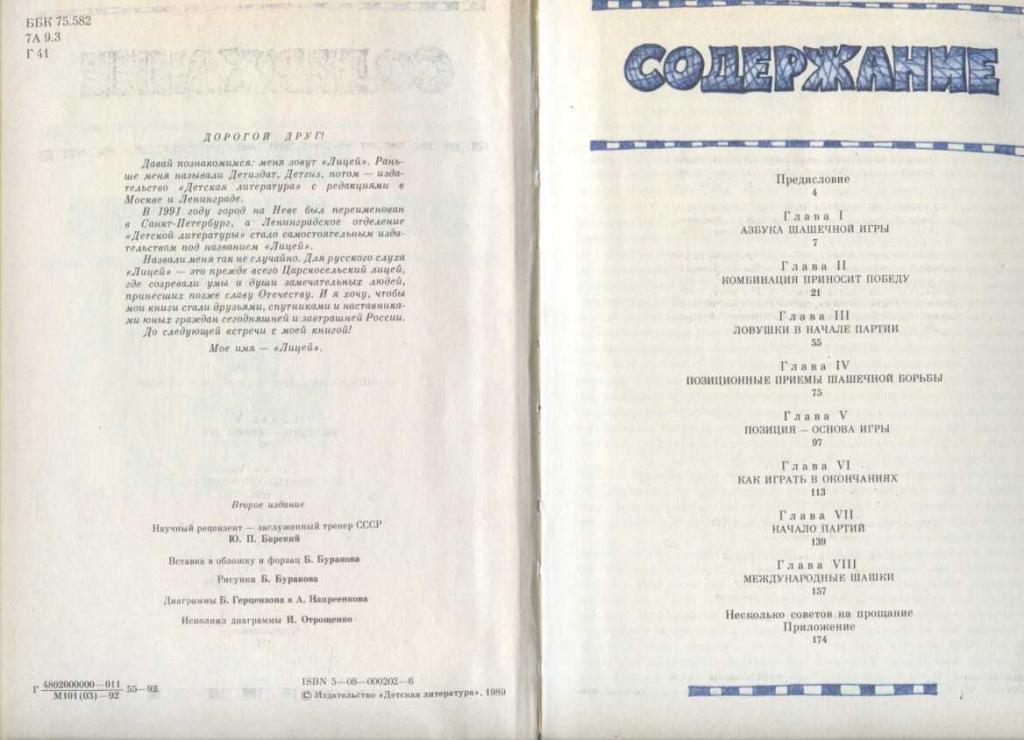 ББК 75.582
7А 9.3
Г 41
ДОРОГОЙ ДРУГ!
Давай познакомимся: меня зовут «Лицей». Рань-
ше меня называли Детиздат, Детгиз, потом — изда-
тельство «Детская литература» с редакциями в
Москве и Ленинграде.
В 1991 году город на Неве был переименован
в Санкт-Петербург, а Ленинградское отделение
«Детской литературы» стало самостоятельным изда-
тельством под названием «Лицей».
Назвали меня так не случайно. Для русского слуха
«Лицей» — это прежде всего Царскосельский лицей,
где созревали умы и души замечательных людей,
принесших позже славу Отечеству. И я хочу, чтобы
мои книги стали друзьями, спутниками и наставника-
ми юных граждан сегодняшней и завтрашней России.
До следующей встречи с моей книгой!
Мое имя — «Лицей».
Второе издание
Научный рецензент — заслуженный тренер СССР
Ю. П. Барский
Вставка в обложку и форзац Б. Буракова
Рисунки Б. Буракова
Диаграммы Б. Герцензона и А. Напреенкова
Исполнил диаграммы И. Отрощенко
Г 4802000000—011
М101(03)—92 55—92
ISBN 5—08—000202—6
© Издательство «Детская литература», 1989
СОДЕРЖАНИЕ
Предисловие
4
Глава I
АЗБУКА ШАШЕЧНОЙ ИГРЫ
7
Глава II
КОМБИНАЦИЯ ПРИНОСИТ ПОБЕДУ
21
Глава III
ЛОВУШКИ В НАЧАЛЕ ПАРТИИ
55
Глава IV
ПОЗИЦИОННЫЕ ПРИЕМЫ ШАШЕЧНОЙ БОРЬБЫ
75
Глава V
ПОЗИЦИЯ — ОСНОВА ИГРЫ
97
Глава VI
КАК ИГРАТЬ В ОКОНЧАНИЯХ
113
Глава VII
НАЧАЛО ПАРТИЙ
139
Глава VIII
МЕЖДУНАРОДНЫЕ ШАШКИ
157
Несколько советов на прощание
Приложение
174